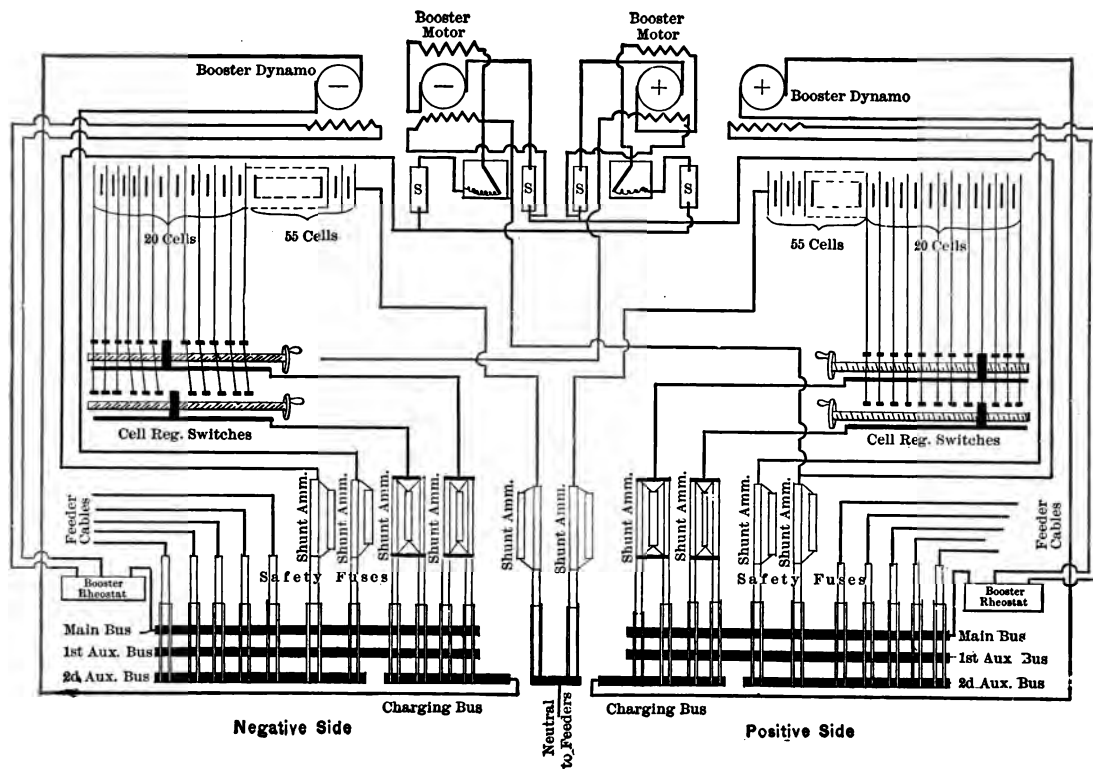 Booster
Motor
Booster
Motor
Booster Dynamo
−
−
+
+
Booster Dynamo
S
S
S
S
20 Cells
55 Cells
55 Cells
20 Cells
Cell Reg. Switches
Cell Reg. Switches
Feeder
Cables
Shunt Amm.
Shunt Amm.
Shunt Amm.
Shunt Amm.
Shunt Amm.
Shunt Amm.
Shunt Amm.
Shunt Amm.
Shunt Amm.
Shunt Amm.
Feeder
Cables
Safety Fuses
Safety Fuses
Booster
Rheostat
Booster
Rheostat
Main Bus
1st Aux. Bus
2d Aux. Bus
Main Bus
1st Aux Bus
2d Aux. Bus
Charging Bus
Charging Bus
Neutral
to Feeders
Negative Side
Positive Side